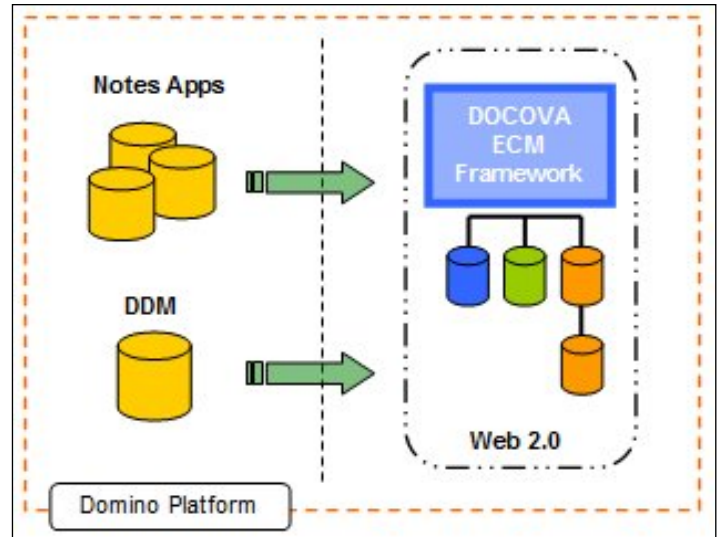 Notes Apps
DOCOVA
ECM
Framework
DDM
Web 2.0
Domino Platform